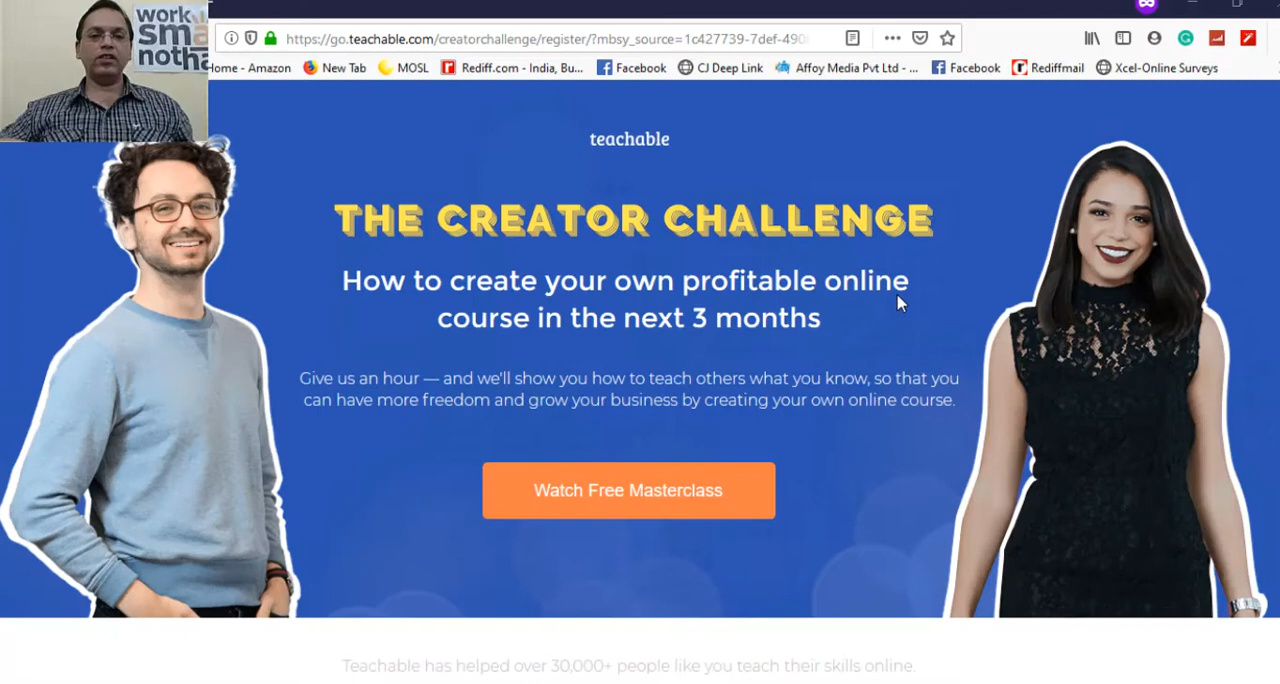 work
sma
notha
https://go.teachable.com/creatorchallenge/register/?mbsy_source=1c427739-7def-490
Home - Amazon New Tab MOSL Rediff.com - India, Bu... Facebook CJ Deep Link Affoy Media Pvt Ltd - ... Facebook Rediffmail Xcel-Online Surveys
teachable
THE CREATOR CHALLENGE
How to create your own profitable online
course in the next 3 months
Give us an hour — and we'll show you how to teach others what you know, so that you
can have more freedom and grow your business by creating your own online course.
Watch Free Masterclass
Teachable has helped over 30,000+ people like you teach their skills online.